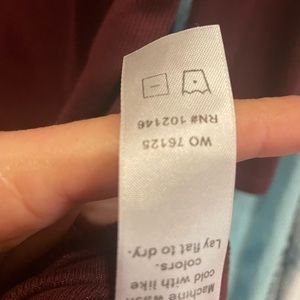 Machine wash
cold with like
colors.
Lay flat to dry.
WO 76125
RN# 102146